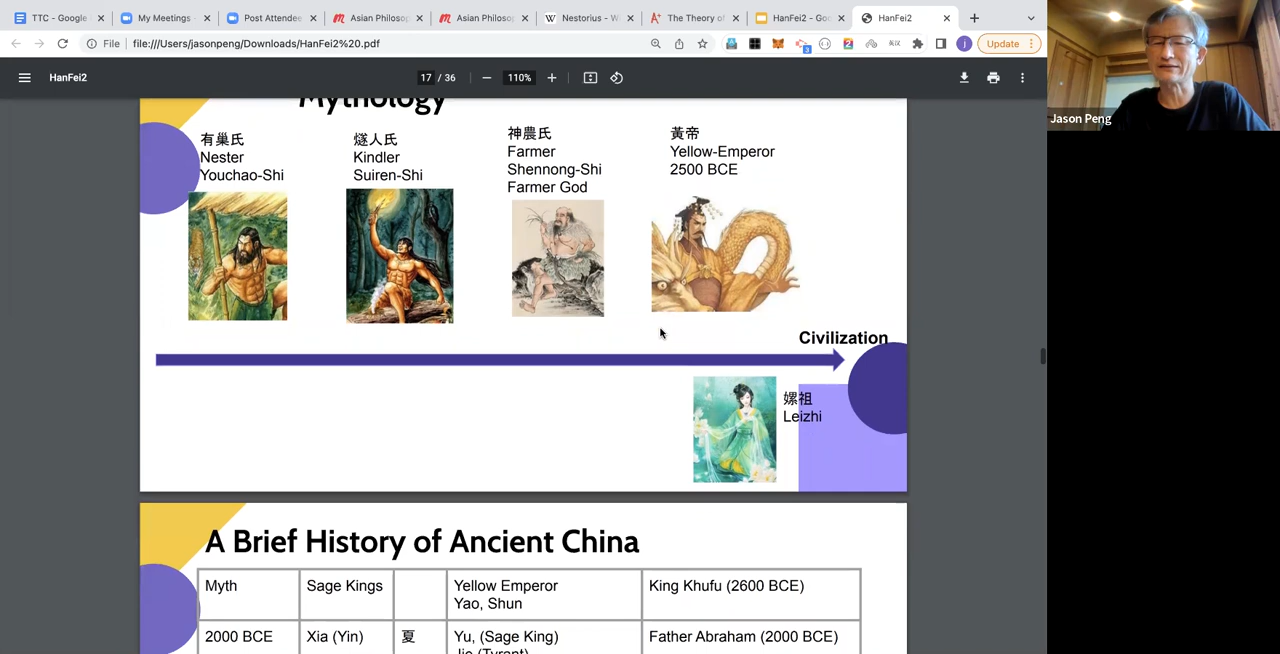 TTC - Google
My Meetings -
Post Attendee
Asian Philosop
Asian Philosop
Nestorius - Wi
The Theory of
HanFei2 - Goo
HanFei2
File
file:///Users/jasonpeng/Downloads/HanFei2%20.pdf
Update
HanFei2
17 / 36
110%
Jason Peng
Mythology
有巢氏
Nester
Youchao-Shi
燧人氏
Kindler
Suiren-Shi
神農氏
Farmer
Shennong-Shi
Farmer God
黃帝
Yellow-Emperor
2500 BCE
Civilization
嫘祖
Leizhi
A Brief History of Ancient China
Myth
Sage Kings
Yellow Emperor
Yao, Shun
King Khufu (2600 BCE)
2000 BCE
Xia (Yin)
夏
Yu, (Sage King)
Jie (Tyrant)
Father Abraham (2000 BCE)